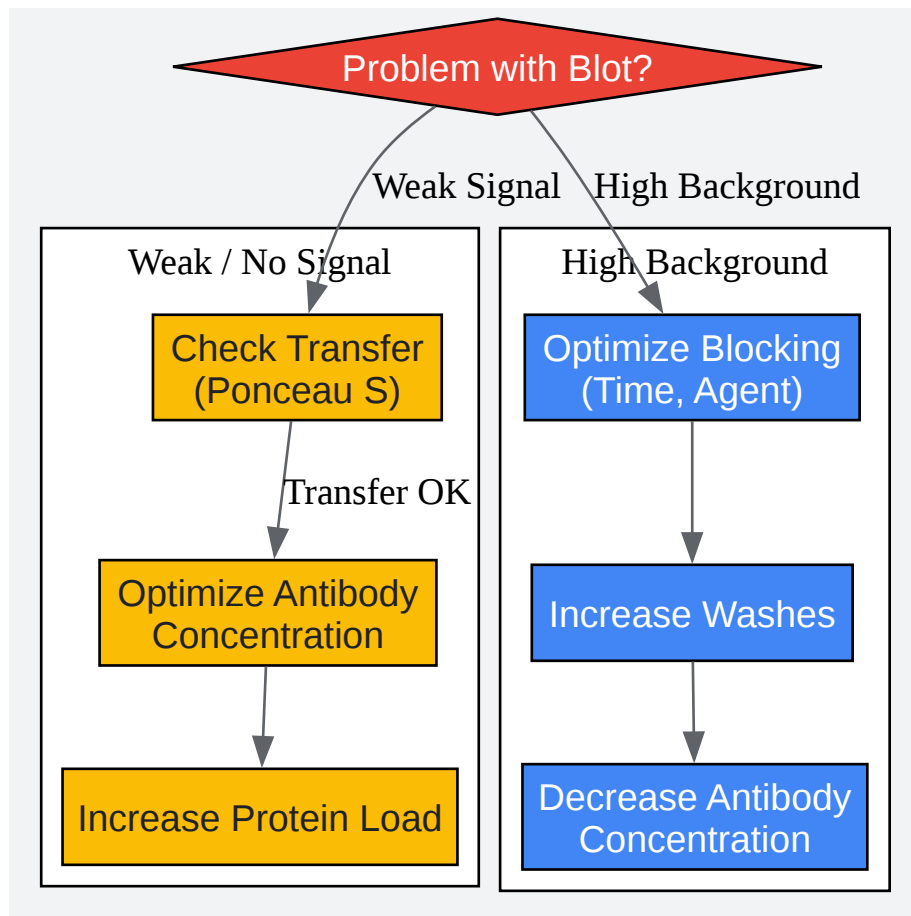 Problem with Blot?
Weak Signal
High Background
Weak / No Signal
Check Transfer
(Ponceau S)
Transfer OK
Optimize Antibody
Concentration
Increase Protein Load
High Background
Optimize Blocking
(Time, Agent)
Increase Washes
Decrease Antibody
Concentration